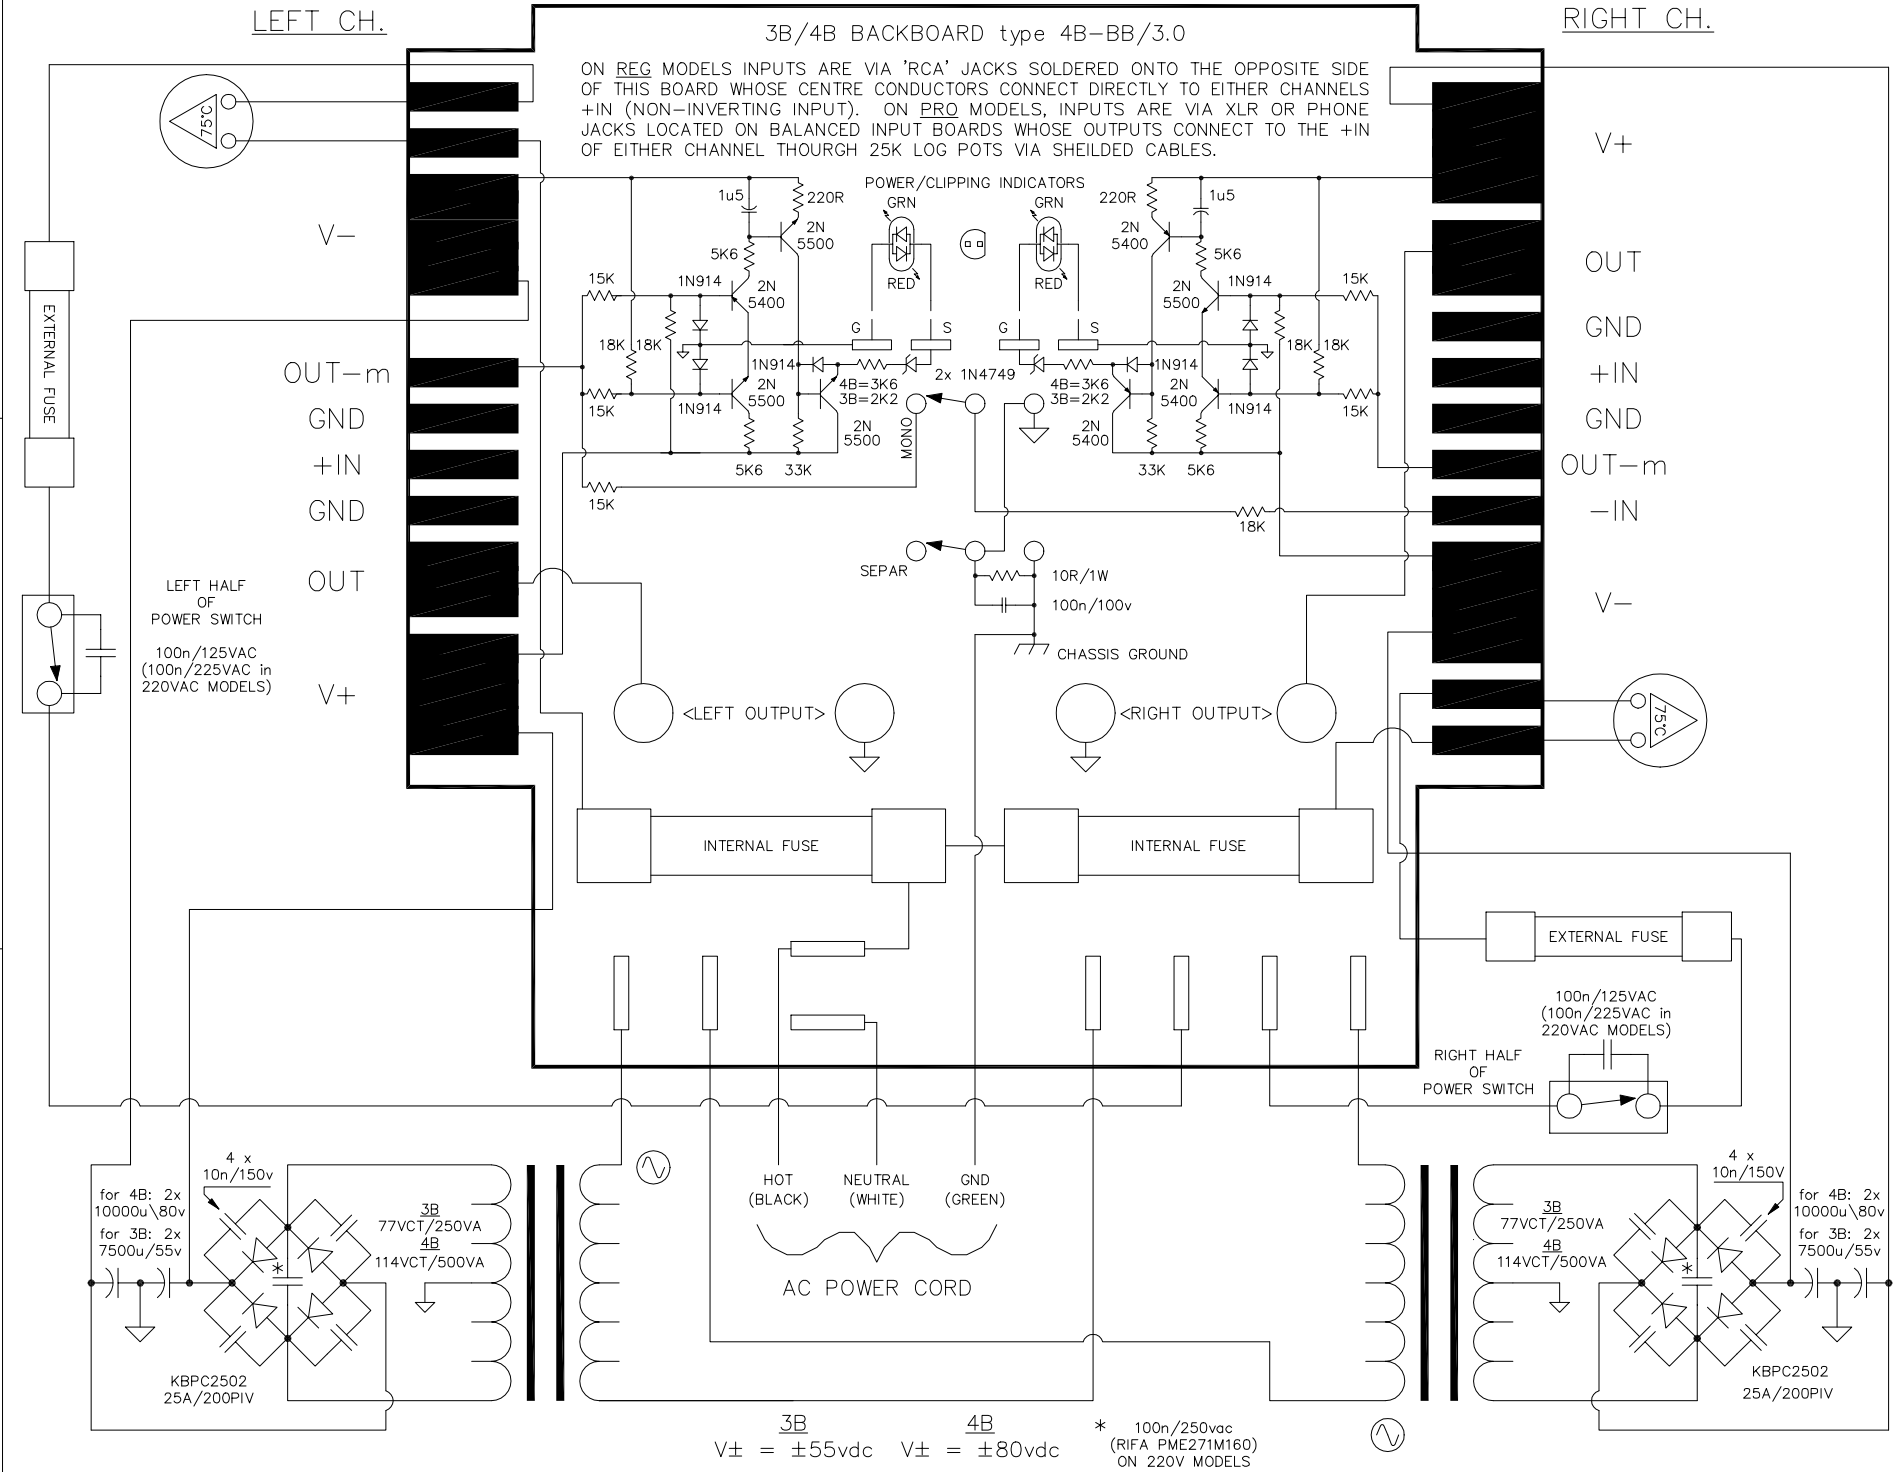 LEFT CH.
3B/4B BACKBOARD type 4B-BB/3.0
RIGHT CH.
ON REG MODELS INPUTS ARE VIA 'RCA' JACKS SOLDERED ONTO THE OPPOSITE SIDE
OF THIS BOARD WHOSE CENTRE CONDUCTORS CONNECT DIRECTLY TO EITHER CHANNELS
+IN (NON-INVERTING INPUT). ON PRO MODELS, INPUTS ARE VIA XLR OR PHONE
JACKS LOCATED ON BALANCED INPUT BOARDS WHOSE OUTPUTS CONNECT TO THE +IN
OF EITHER CHANNEL THOURGH 25K LOG POTS VIA SHEILDED CABLES.
75°C
V-
EXTERNAL FUSE
OUT-m
GND
+IN
GND
OUT
V+
LEFT HALF
OF
POWER SWITCH
100n/125VAC
(100n/225VAC in
220VAC MODELS)
POWER/CLIPPING INDICATORS
1u5
220R
GRN
GRN
220R
1u5
2N
5500
2N
5400
5K6
5K6
RED
RED
15K
1N914
2N
5400
2N
5500
1N914
15K
G
S
G
S
18K
18K
18K
18K
1N914
2x 1N4749
1N914
2N
5500
4B=3K6
3B=2K2
4B=3K6
3B=2K2
2N
5400
15K
1N914
1N914
15K
MONO
2N
5500
2N
5400
5K6
33K
33K
5K6
15K
18K
SEPAR
10R/1W
100n/100v
CHASSIS GROUND
<LEFT OUTPUT>
<RIGHT OUTPUT>
INTERNAL FUSE
INTERNAL FUSE
V+
OUT
GND
+IN
GND
OUT-m
-IN
V-
75°C
EXTERNAL FUSE
100n/125VAC
(100n/225VAC in
220VAC MODELS)
RIGHT HALF
OF
POWER SWITCH
4 x
10n/150v
for 4B: 2x
10000u\80v
for 3B: 2x
7500u/55v
3B
77VCT/250VA
4B
114VCT/500VA
*
KBPC2502
25A/200PIV
HOT
(BLACK)
NEUTRAL
(WHITE)
GND
(GREEN)
AC POWER CORD
4 x
10n/150V
3B
77VCT/250VA
4B
114VCT/500VA
*
for 4B: 2x
10000u\80v
for 3B: 2x
7500u/55v
KBPC2502
25A/200PIV
3B
V± = ±55vdc
4B
V± = ±80vdc
* 100n/250vac
(RIFA PME271M160)
ON 220V MODELS